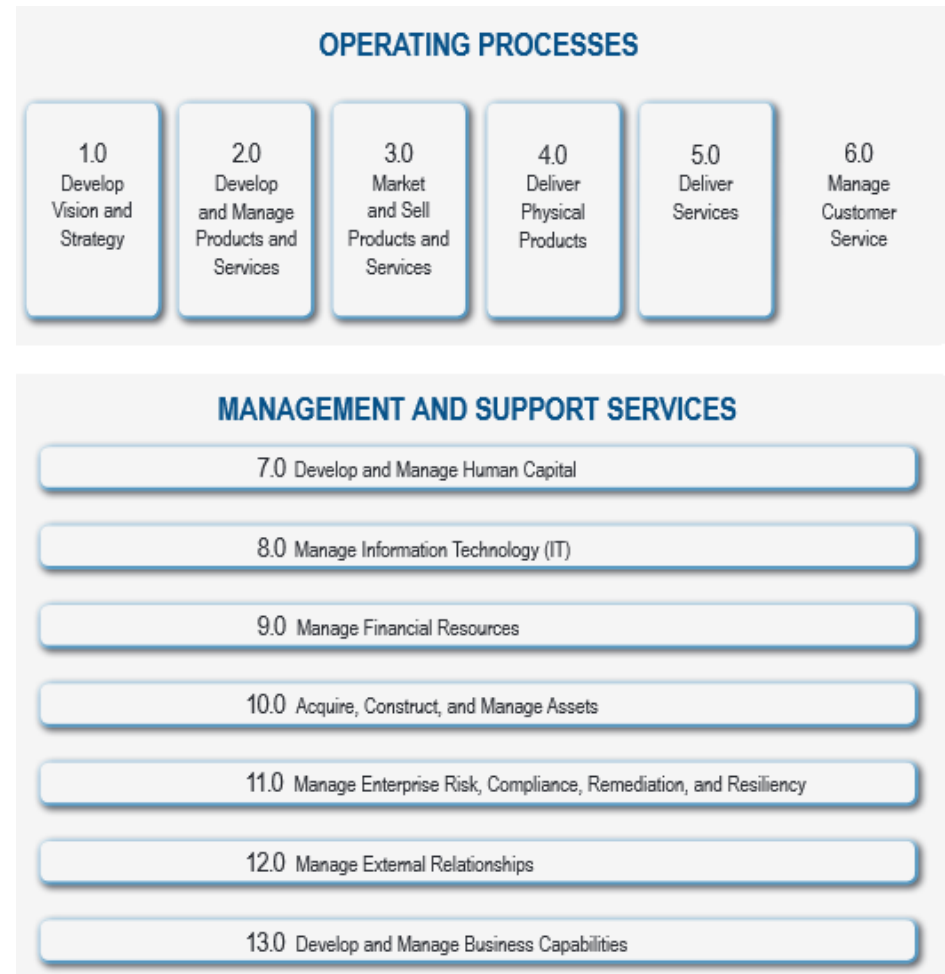 OPERATING PROCESSES
1.0
Develop
Vision and
Strategy
2.0
Develop
and Manage
Products and
Services
3.0
Market
and Sell
Products and
Services
4.0
Deliver
Physical
Products
5.0
Deliver
Services
6.0
Manage
Customer
Service
MANAGEMENT AND SUPPORT SERVICES
7.0 Develop and Manage Human Capital
8.0 Manage Information Technology (IT)
9.0 Manage Financial Resources
10.0 Acquire, Construct, and Manage Assets
11.0 Manage Enterprise Risk, Compliance, Remediation, and Resiliency
12.0 Manage External Relationships
13.0 Develop and Manage Business Capabilities